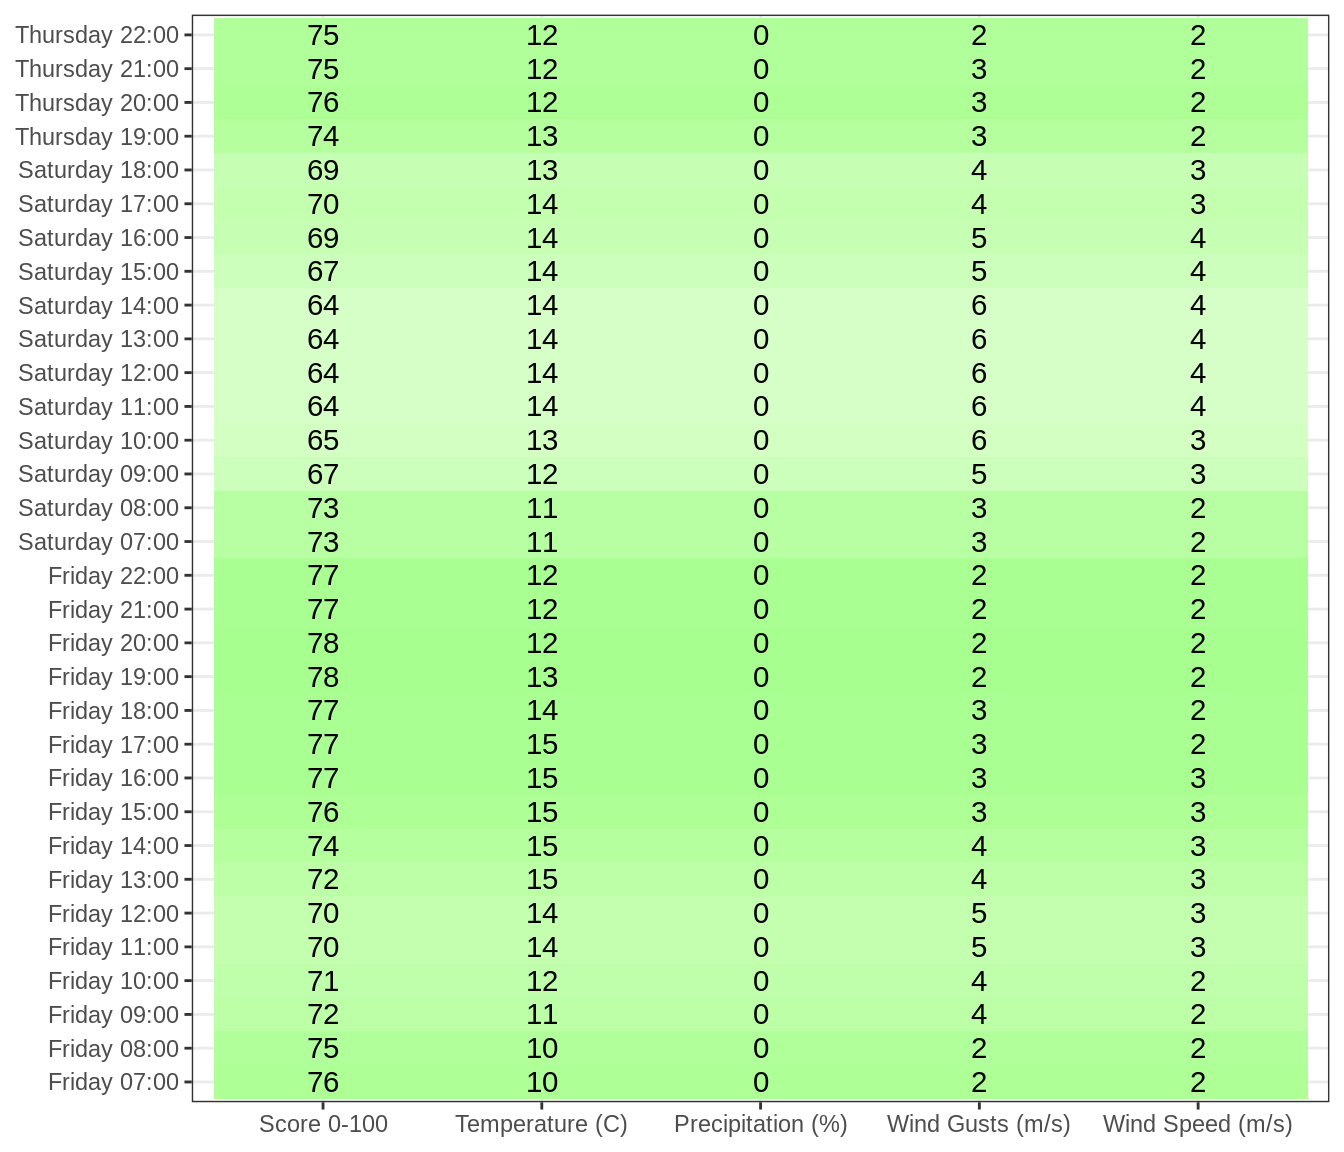 Thursday 22:00 75 12 0 2 2
Thursday 21:00 75 12 0 3 2
Thursday 20:00 76 12 0 3 2
Thursday 19:00 74 13 0 3 2
Saturday 18:00 69 13 0 4 3
Saturday 17:00 70 14 0 4 3
Saturday 16:00 69 14 0 5 4
Saturday 15:00 67 14 0 5 4
Saturday 14:00 64 14 0 6 4
Saturday 13:00 64 14 0 6 4
Saturday 12:00 64 14 0 6 4
Saturday 11:00 64 14 0 6 4
Saturday 10:00 65 13 0 6 3
Saturday 09:00 67 12 0 5 3
Saturday 08:00 73 11 0 3 2
Saturday 07:00 73 11 0 3 2
Friday 22:00 77 12 0 2 2
Friday 21:00 77 12 0 2 2
Friday 20:00 78 12 0 2 2
Friday 19:00 78 13 0 2 2
Friday 18:00 77 14 0 3 2
Friday 17:00 77 15 0 3 2
Friday 16:00 77 15 0 3 3
Friday 15:00 76 15 0 3 3
Friday 14:00 74 15 0 4 3
Friday 13:00 72 15 0 4 3
Friday 12:00 70 14 0 5 3
Friday 11:00 70 14 0 5 3
Friday 10:00 71 12 0 4 2
Friday 09:00 72 11 0 4 2
Friday 08:00 75 10 0 2 2
Friday 07:00 76 10 0 2 2
Score 0-100 Temperature (C) Precipitation (%) Wind Gusts (m/s) Wind Speed (m/s)